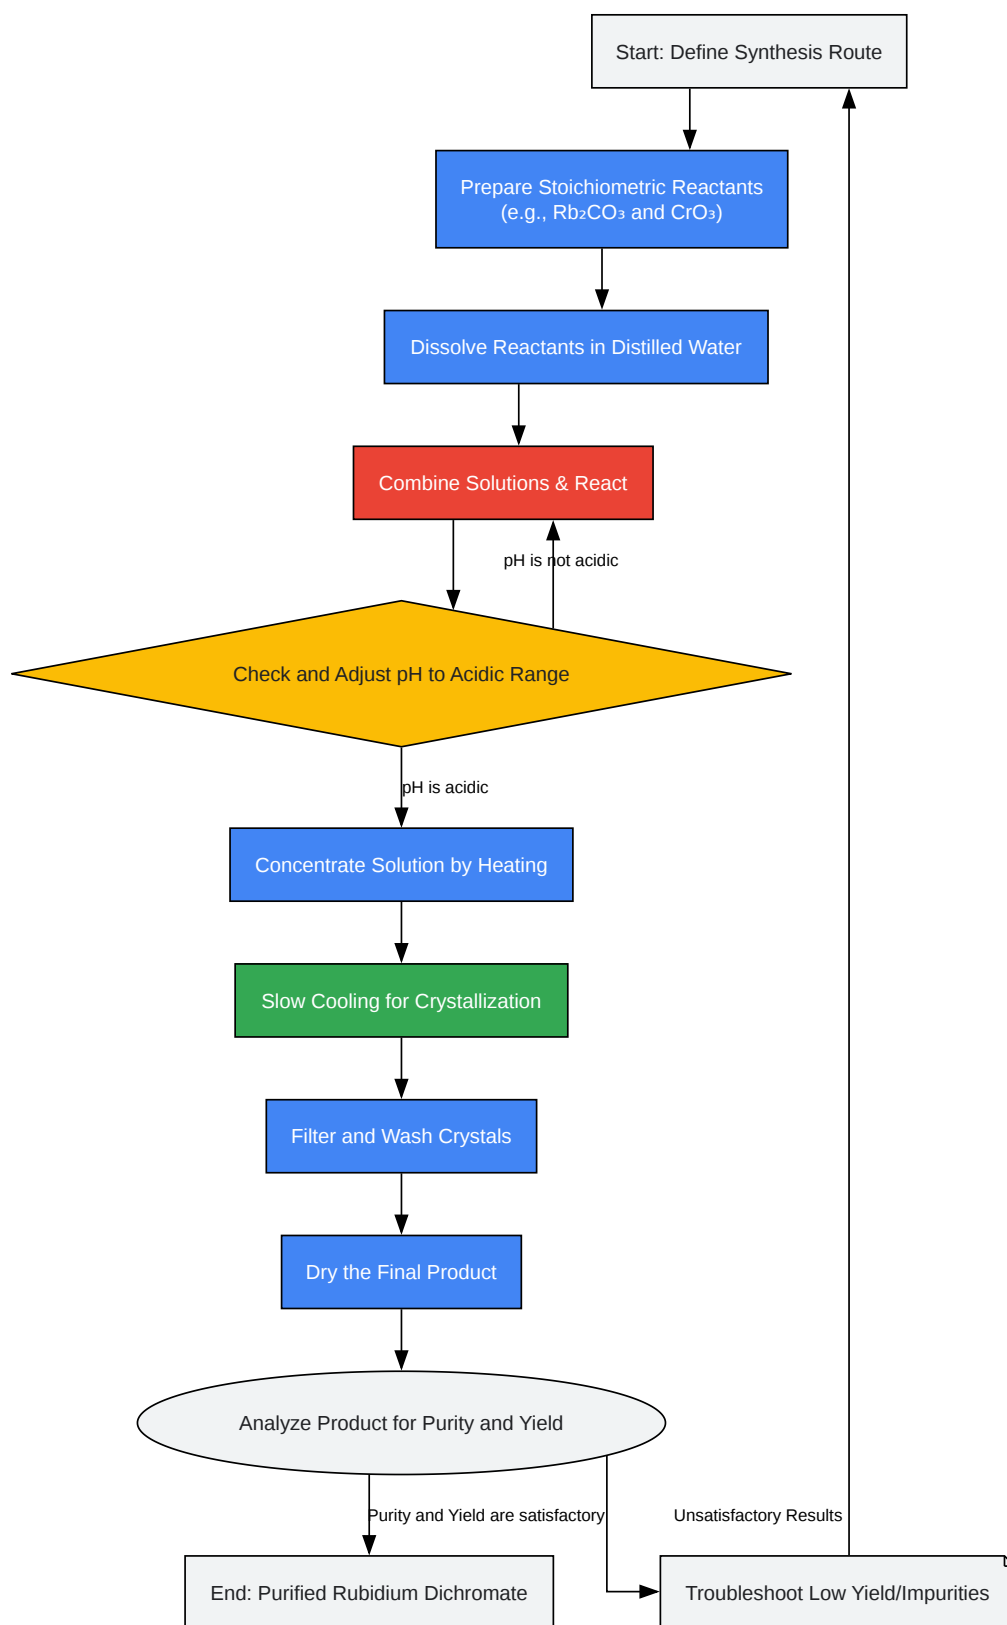 Start: Define Synthesis Route
Prepare Stoichiometric Reactants
(e.g., Rb₂CO₃ and CrO₃)
Dissolve Reactants in Distilled Water
Combine Solutions & React
pH is not acidic
Check and Adjust pH to Acidic Range
pH is acidic
Concentrate Solution by Heating
Slow Cooling for Crystallization
Filter and Wash Crystals
Dry the Final Product
Analyze Product for Purity and Yield
Purity and Yield are satisfactory
Unsatisfactory Results
End: Purified Rubidium Dichromate
Troubleshoot Low Yield/Impurities